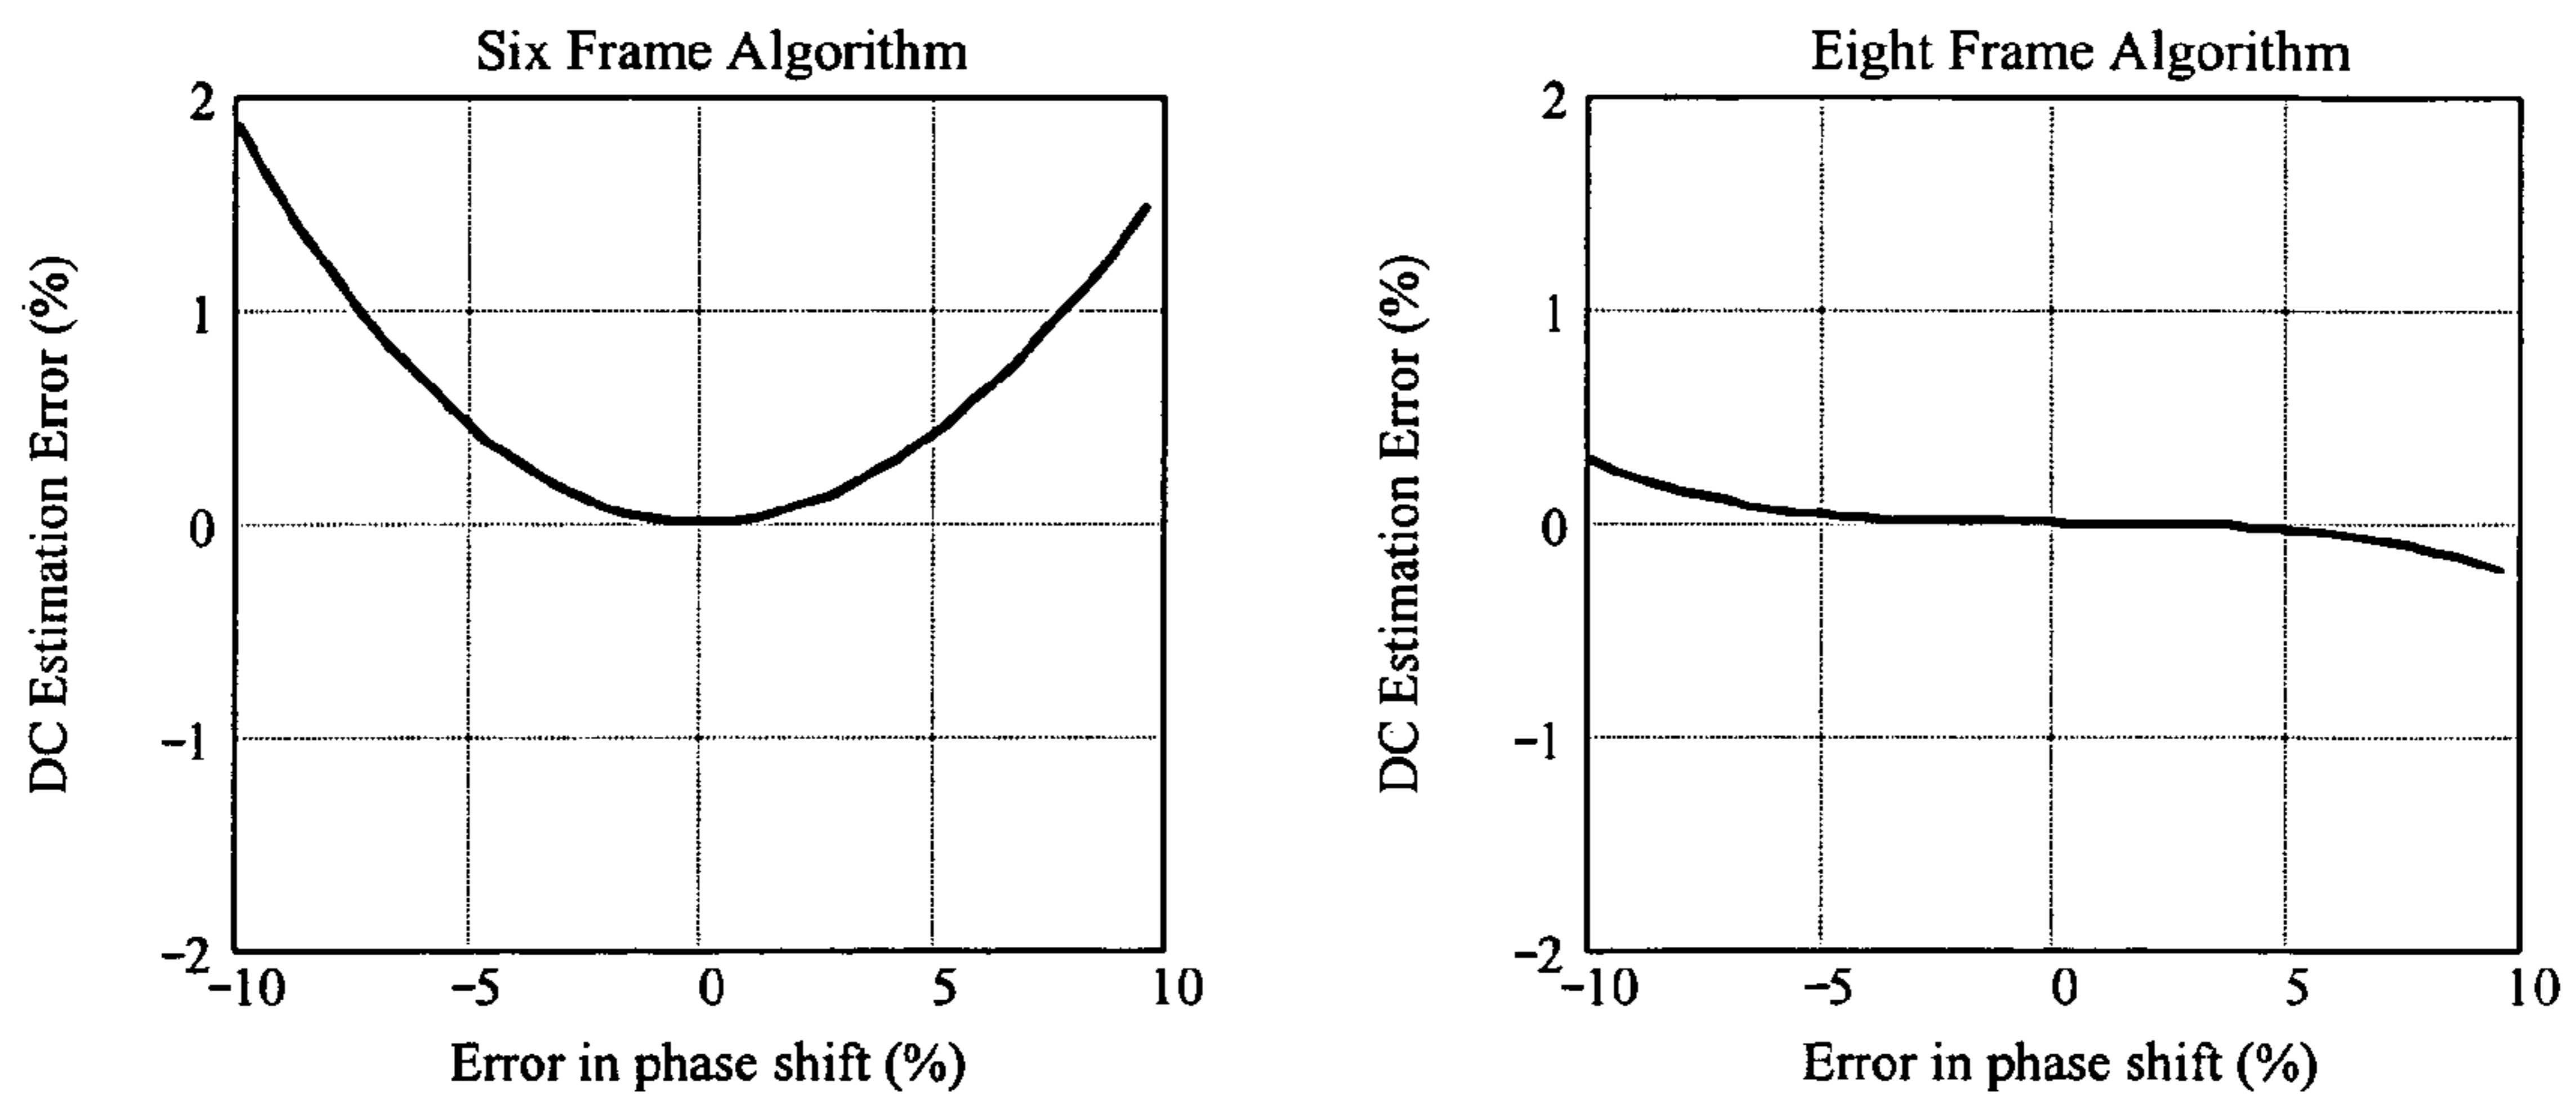 Six Frame Algorithm
2
1
0
-1
-2
-10 -5 0 5 10
DC Estimation Error (%)
Error in phase shift (%)
Eight Frame Algorithm
2
1
0
-1
-2
-10 -5 0 5 10
DC Estimation Error (%)
Error in phase shift (%)